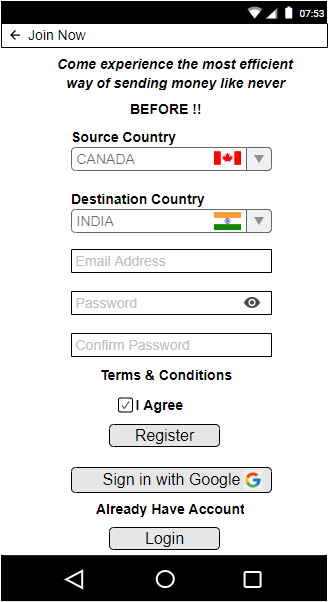 07:53
Join Now
Come experience the most efficient
way of sending money like never
BEFORE !!
Source Country
CANADA
Destination Country
INDIA
Email Address
Password
Confirm Password
Terms & Conditions
I Agree
Register
Sign in with Google
Already Have Account
Login